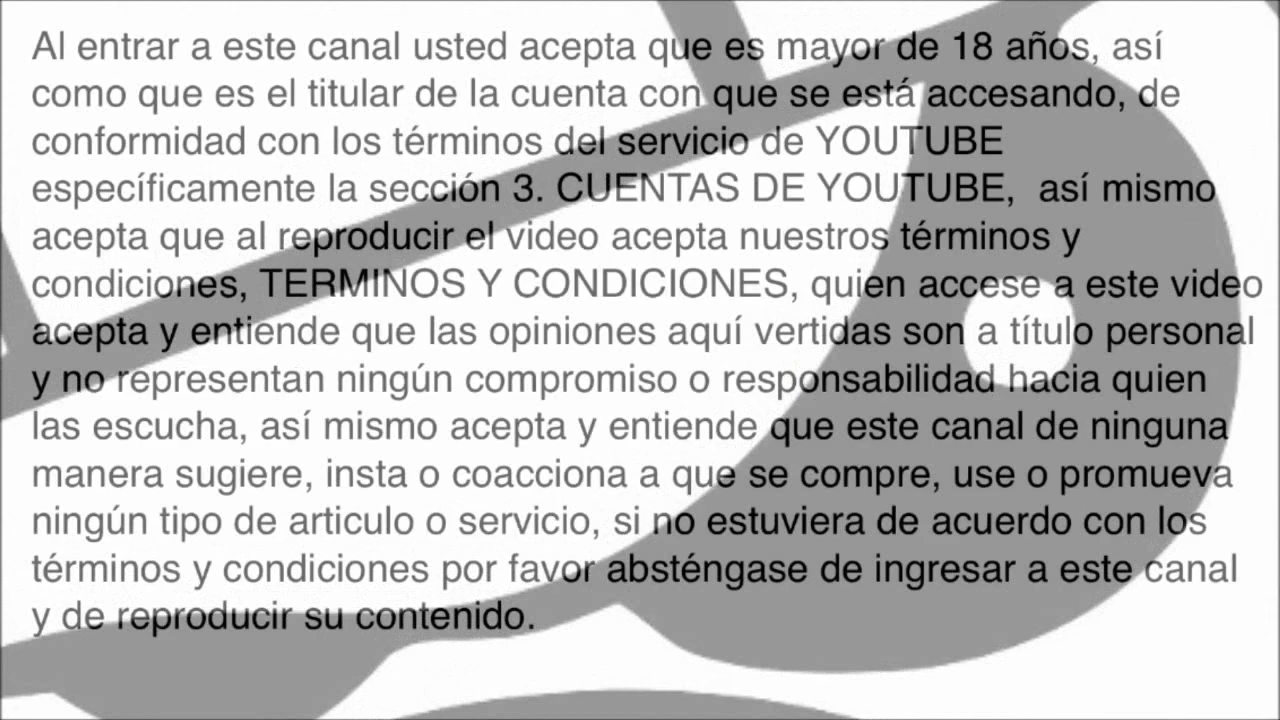 Al entrar a este canal usted acepta que es mayor de 18 años, así
como que es el titular de la cuenta con que se está accesando, de
conformidad con los términos del servicio de YOUTUBE
específicamente la sección 3. CUENTAS DE YOUTUBE,  así mismo
acepta que al reproducir el video acepta nuestros términos y
condiciones, TERMINOS Y CONDICIONES, quien accese a este video
acepta y entiende que las opiniones aquí vertidas son a título personal
y no representan ningún compromiso o responsabilidad hacia quien
las escucha, así mismo acepta y entiende que este canal de ninguna
manera sugiere, insta o coacciona a que se compre, use o promueva
ningún tipo de articulo o servicio, si no estuviera de acuerdo con los
términos y condiciones por favor absténgase de ingresar a este canal
y de reproducir su contenido.